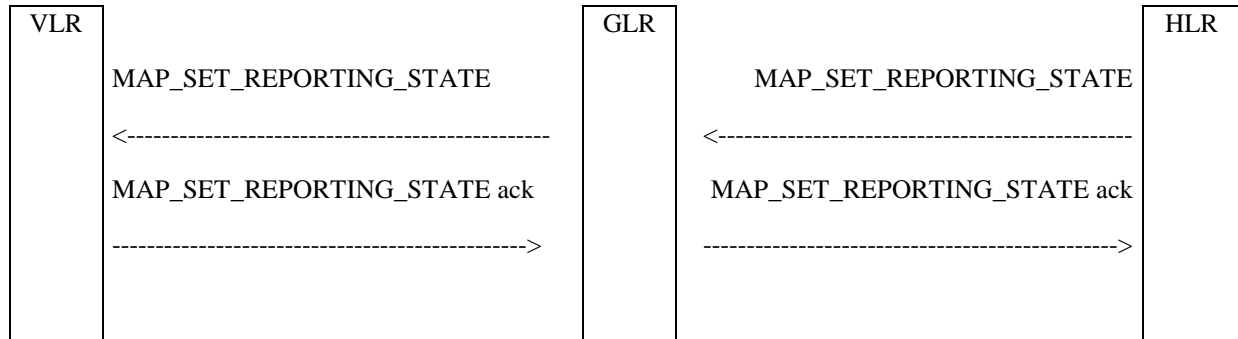 VLR GLR HLR
MAP_SET_REPORTING_STATE MAP_SET_REPORTING_STATE
<------------------------------------------------- <------------------------------------------------
MAP_SET_REPORTING_STATE ack MAP_SET_REPORTING_STATE ack
------------------------------------------------> ------------------------------------------------>